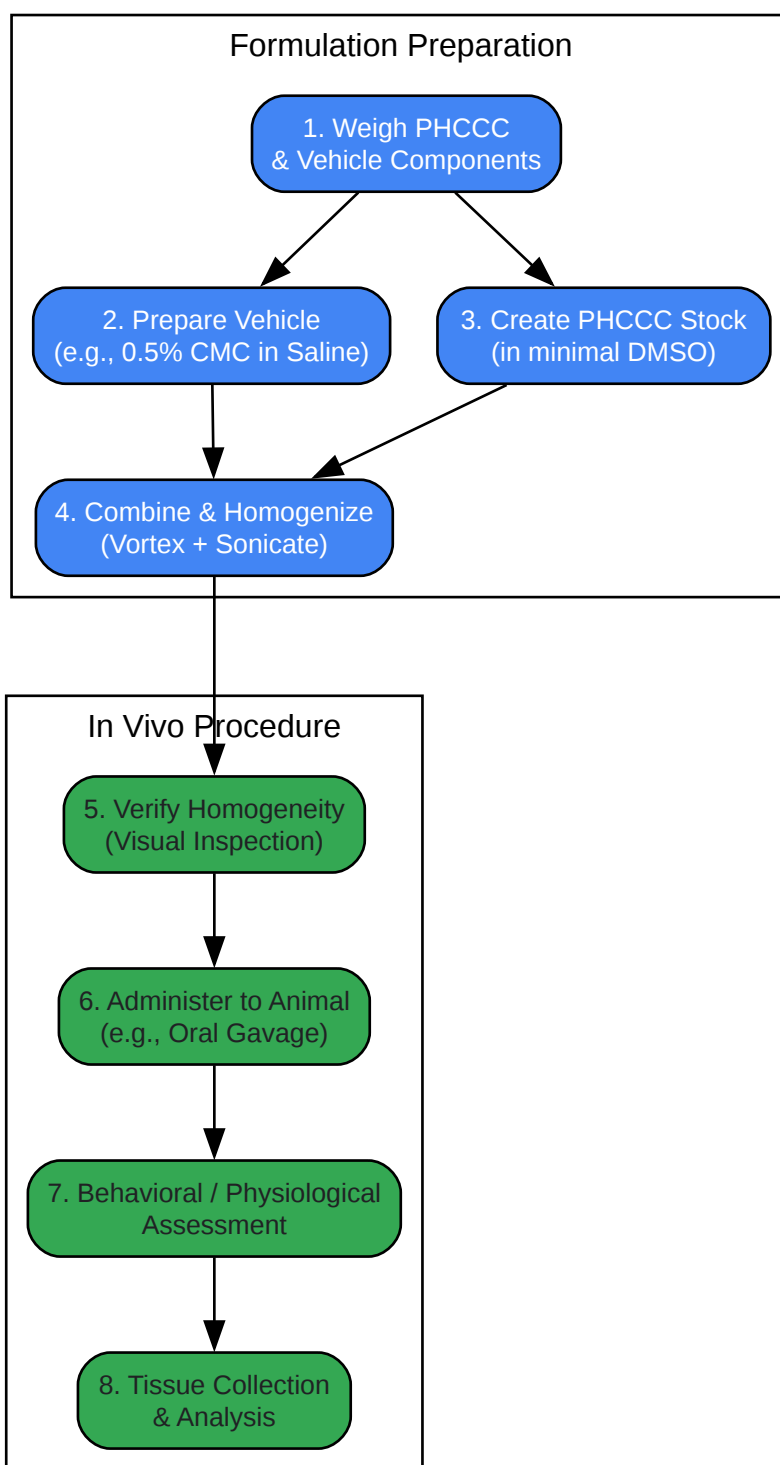 Formulation Preparation
1. Weigh PHCCC
& Vehicle Components
2. Prepare Vehicle
(e.g., 0.5% CMC in Saline)
3. Create PHCCC Stock
(in minimal DMSO)
4. Combine & Homogenize
(Vortex + Sonicate)
In Vivo Procedure
5. Verify Homogeneity
(Visual Inspection)
6. Administer to Animal
(e.g., Oral Gavage)
7. Behavioral / Physiological
Assessment
8. Tissue Collection
& Analysis